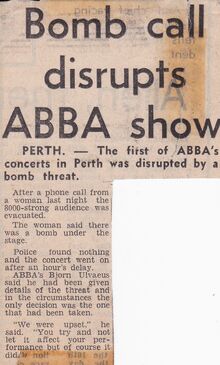 Bomb call
disrupts
ABBA show
PERTH. — The first of ABBA's
concerts in Perth was disrupted by a
bomb threat.
After a phone call from
a woman last night the
8000-strong audience was
evacuated.
The woman said there
was a bomb under the
stage.
Police found nothing
and the concert went on
after an hour's delay.
ABBA's Bjorn Ulvaeus
said he had been given
details of the threat and
in the circumstances the
only decision was the one
that had been taken.
"We were upset," he
said. "You try and not
let it affect your per-
formance but of course it
did."